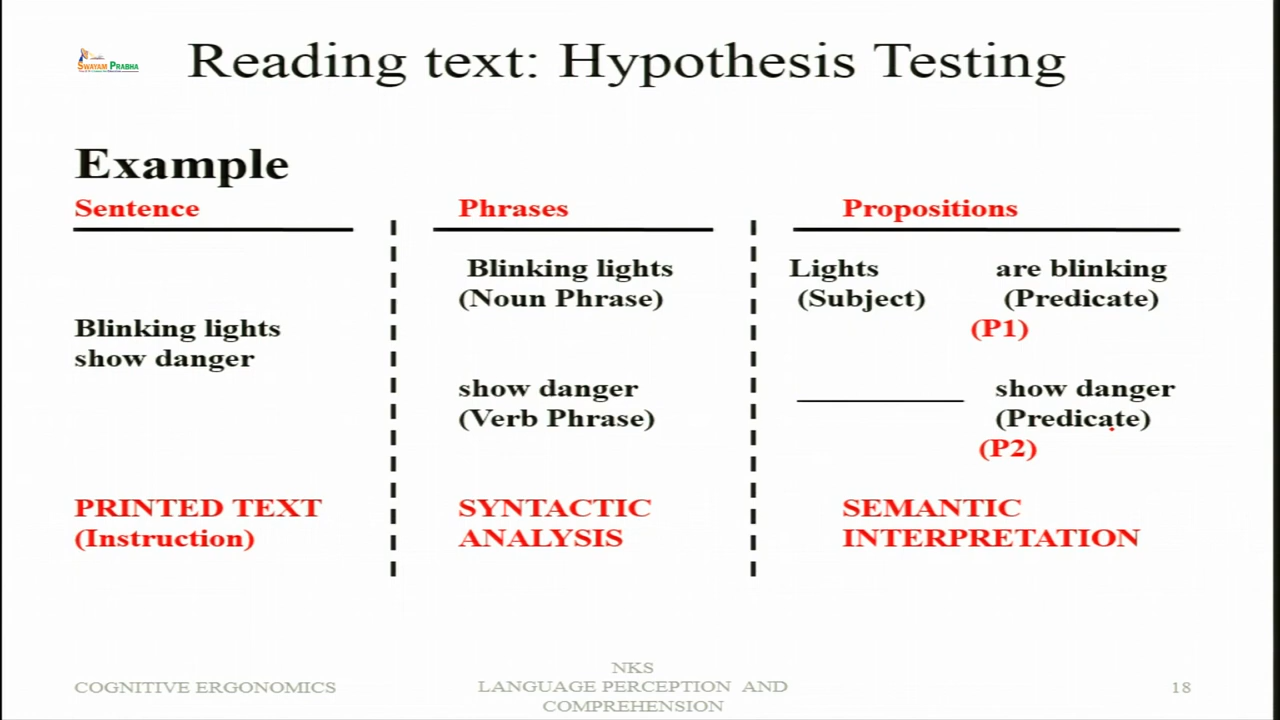 SWAYAM PRABHA
Reading text: Hypothesis Testing
Example
Sentence
Phrases
Propositions
Blinking lights
show danger
Blinking lights
(Noun Phrase)
show danger
(Verb Phrase)
Lights are blinking
(Subject) (Predicate)
(P1)
show danger
(Predicate)
(P2)
PRINTED TEXT
(Instruction)
SYNTACTIC
ANALYSIS
SEMANTIC
INTERPRETATION
COGNITIVE ERGONOMICS
NKS
LANGUAGE PERCEPTION AND
COMPREHENSION
18